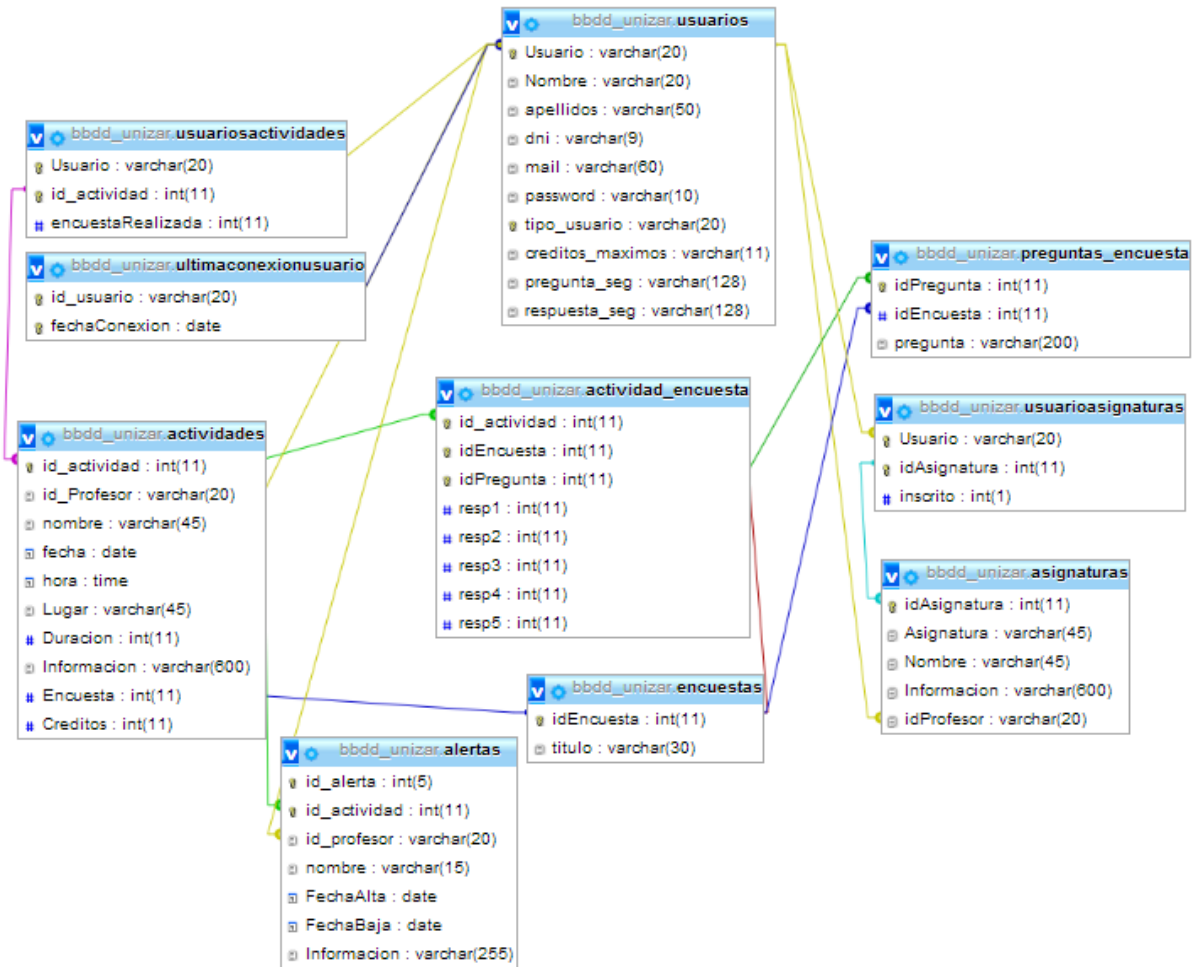 bbdd_unizar.usuarios
Usuario : varchar(20)
Nombre : varchar(20)
apellidos : varchar(50)
dni : varchar(9)
mail : varchar(60)
password : varchar(10)
tipo_usuario : varchar(20)
creditos_maximos : varchar(11)
pregunta_seg : varchar(128)
respuesta_seg : varchar(128)
bbdd_unizar.usuariosactividades
Usuario : varchar(20)
id_actividad : int(11)
encuestaRealizada : int(11)
bbdd_unizar.ultimaconexionusuario
id_usuario : varchar(20)
fechaConexion : date
bbdd_unizar.preguntas_encuesta
idPregunta : int(11)
# idEncuesta : int(11)
pregunta : varchar(200)
bbdd_unizar.actividad_encuesta
id_actividad : int(11)
idEncuesta : int(11)
idPregunta : int(11)
# resp1 : int(11)
# resp2 : int(11)
# resp3 : int(11)
# resp4 : int(11)
# resp5 : int(11)
bbdd_unizar.usuarioasignaturas
Usuario : varchar(20)
idAsignatura : int(11)
# inscrito : int(1)
bbdd_unizar.actividades
id_actividad : int(11)
id_Profesor : varchar(20)
nombre : varchar(45)
fecha : date
hora : time
Lugar : varchar(45)
# Duracion : int(11)
Informacion : varchar(600)
# Encuesta : int(11)
# Creditos : int(11)
bbdd_unizar.asignaturas
idAsignatura : int(11)
Asignatura : varchar(45)
Nombre : varchar(45)
Informacion : varchar(600)
idProfesor : varchar(20)
bbdd_unizar.encuestas
idEncuesta : int(11)
titulo : varchar(30)
bbdd_unizar.alertas
id_alerta : int(5)
id_actividad : int(11)
id_profesor : varchar(20)
nombre : varchar(15)
FechaAlta : date
FechaBaja : date
Informacion : varchar(255)